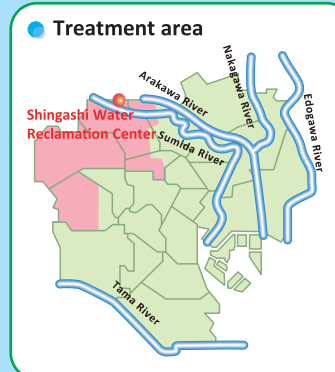 Treatment area
Arakawa River
Nakagawa River
Edogawa River
Shingashi Water
Reclamation Center
Sumida River
Tama River